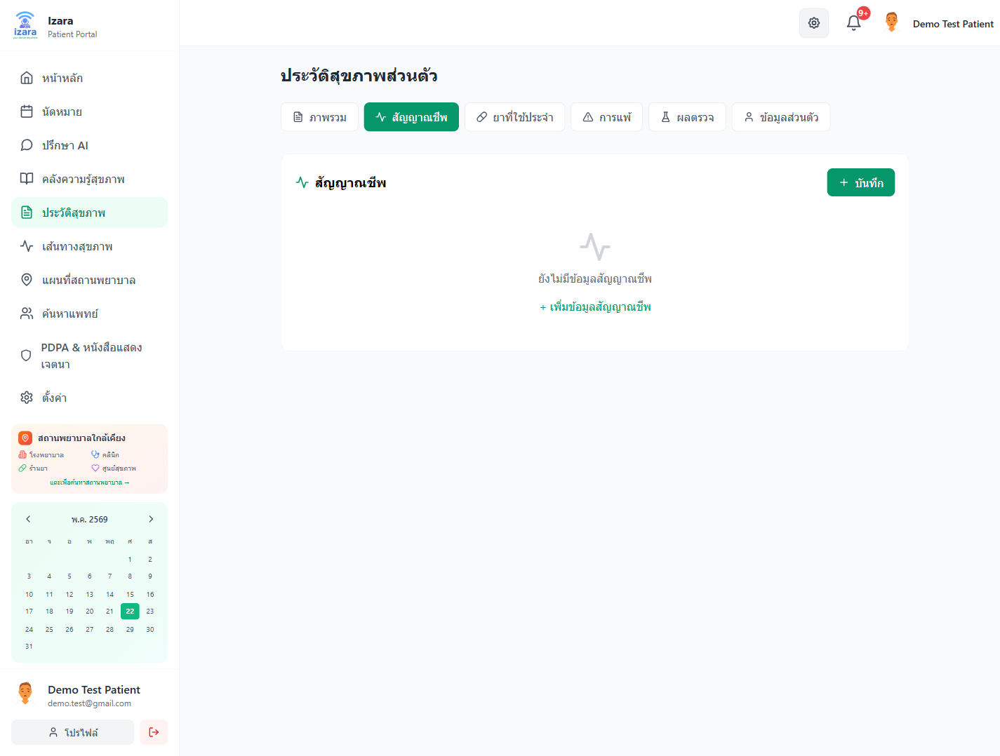 izara
Izara
Patient Portal
9+
Demo Test Patient
หน้าหลัก
นัดหมาย
ปรึกษา AI
คลังความรู้สุขภาพ
ประวัติสุขภาพ
เส้นทางสุขภาพ
แผนที่สถานพยาบาล
ค้นหาแพทย์
PDPA & หนังสือแสดง
เจตนา
ตั้งค่า
สถานพยาบาลใกล้เคียง
โรงพยาบาล คลินิก
ร้านยา ศูนย์สุขภาพ
แตะเพื่อค้นหาสถานพยาบาล →
พ.ค. 2569
อา จ อ พ พฤ ศ ส
1 2
3 4 5 6 7 8 9
10 11 12 13 14 15 16
17 18 19 20 21 22 23
24 25 26 27 28 29 30
31
Demo Test Patient
demo.test@gmail.com
โปรไฟล์
ประวัติสุขภาพส่วนตัว
ภาพรวม สัญญาณชีพ ยาที่ใช้ประจำ การแพ้ ผลตรวจ ข้อมูลส่วนตัว
สัญญาณชีพ
+ บันทึก
ยังไม่มีข้อมูลสัญญาณชีพ
+ เพิ่มข้อมูลสัญญาณชีพ